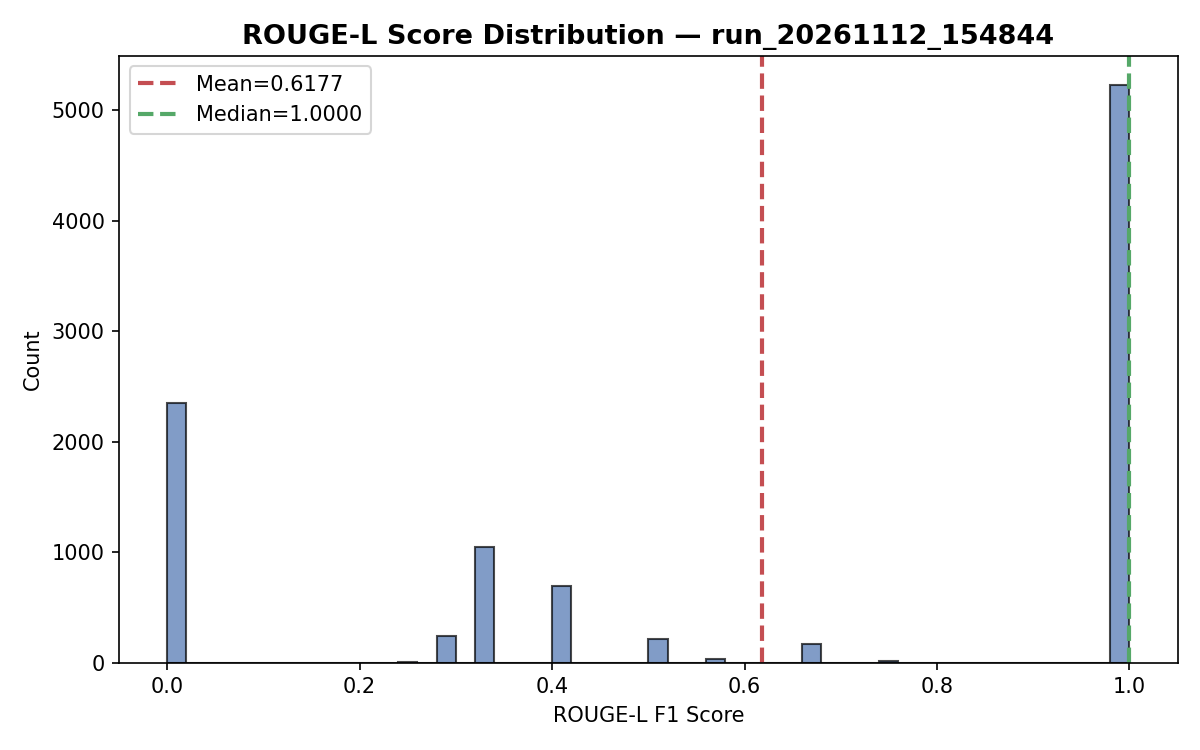 ROUGE-L Score Distribution — run_20261112_154844
Mean=0.6177
Median=1.0000
5000
4000
3000
2000
1000
0
Count
0.0 0.2 0.4 0.6 0.8 1.0
ROUGE-L F1 Score